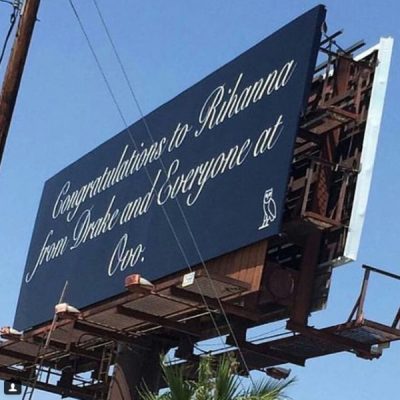 Congratulations to Rihanna
from Drake and Everyone at
Ovo.